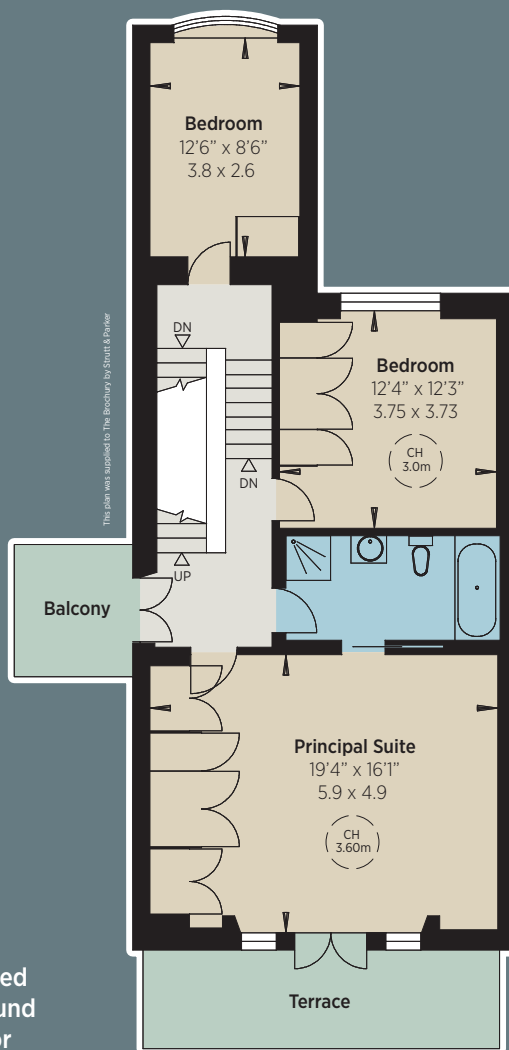 Bedroom
12’6” x 8’6”
3.8 x 2.6
This plan was supplied to The Brochury by Strutt & Parker
DN
Bedroom
12’4” x 12’3”
3.75 x 3.73
CH
3.0m
DN
UP
Balcony
Principal Suite
19’4” x 16’1”
5.9 x 4.9
CH
3.60m
Terrace
ed
und
or